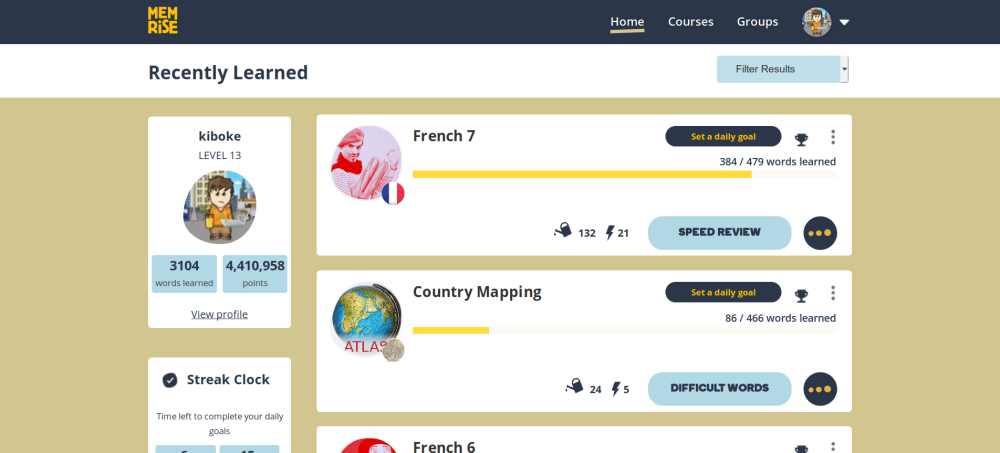 MEM
RiSE
Home
Courses
Groups
Recently Learned
Filter Results
kiboke
LEVEL 13
3104
words learned
4,410,958
points
View profile
Streak Clock
Time left to complete your daily
goals
French 7
Set a daily goal
384 / 479 words learned
132
21
SPEED REVIEW
Country Mapping
Set a daily goal
86 / 466 words learned
ATLAS
24
5
DIFFICULT WORDS
French 6